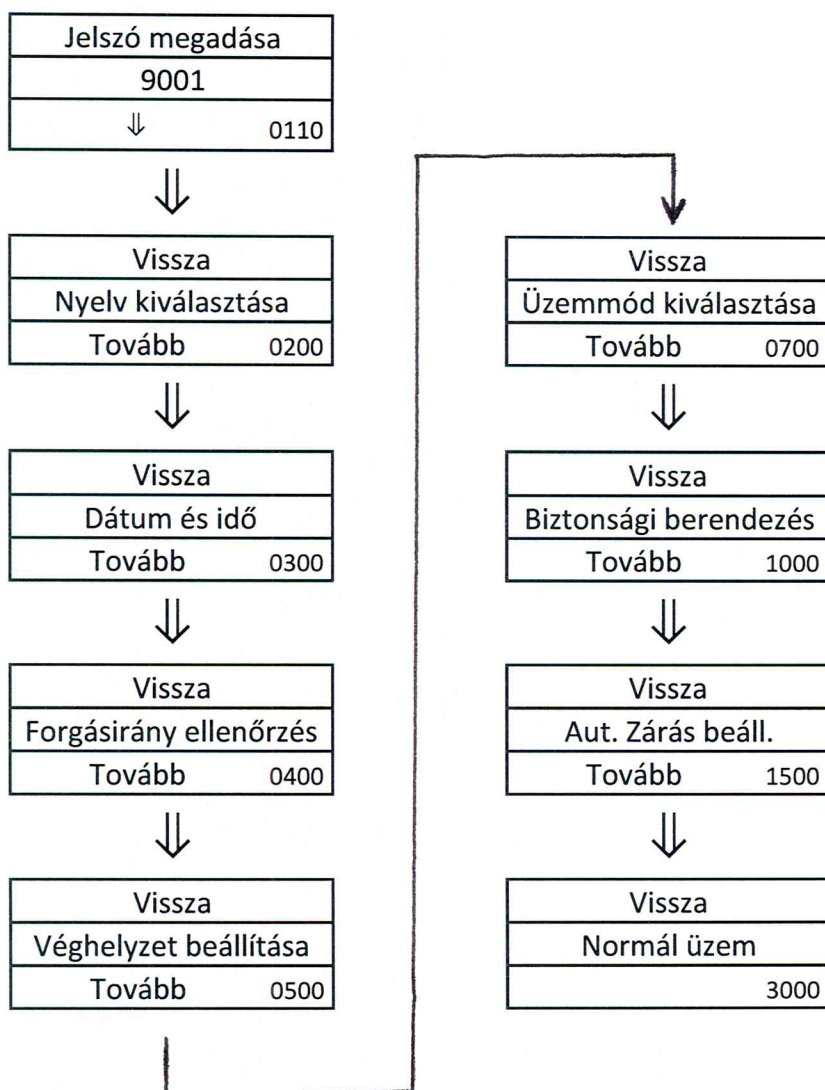 Jelszó megadása
9001
⇓ 0110
Vissza
Nyelv kiválasztása
Tovább 0200
Vissza
Dátum és idő
Tovább 0300
Vissza
Forgásirány ellenőrzés
Tovább 0400
Vissza
Véghelyzet beállítása
Tovább 0500
Vissza
Üzemmód kiválasztása
Tovább 0700
Vissza
Biztonsági berendezés
Tovább 1000
Vissza
Aut. Zárás beáll.
Tovább 1500
Vissza
Normál üzem
3000